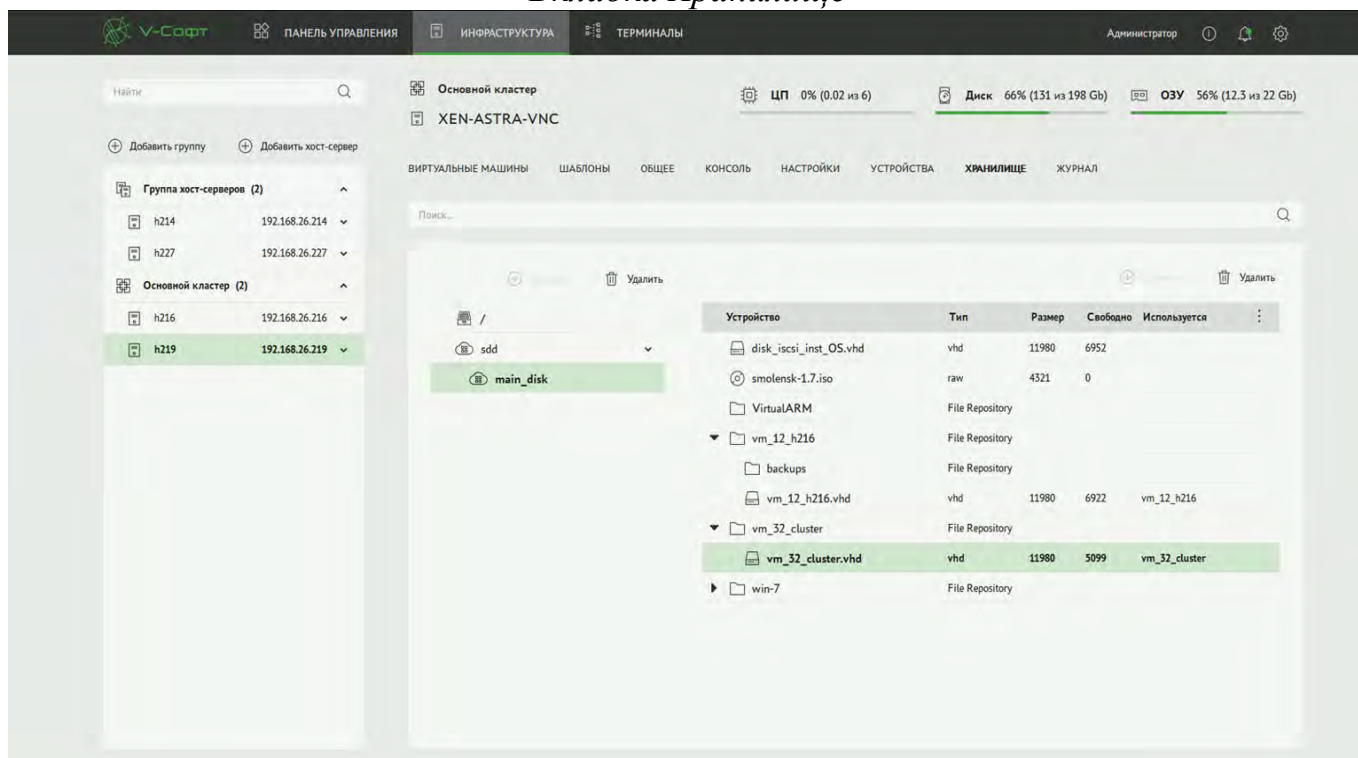 Вкладка Хранилище
V-Софт ПАНЕЛЬ УПРАВЛЕНИЯ ИНФРАСТРУКТУРА ТЕРМИНАЛЫ Администратор
Найти
Основной кластер
ЦП 0% (0.02 из 6) Диск 66% (131 из 198 Gb) ОЗУ 56% (12.3 из 22 Gb)
XEN-ASTRA-VNC
Добавить группу Добавить хост-сервер
ВИРТУАЛЬНЫЕ МАШИНЫ ШАБЛОНЫ ОБЩЕЕ КОНСОЛЬ НАСТРОЙКИ УСТРОЙСТВА ХРАНИЛИЩЕ ЖУРНАЛ
Группа хост-серверов (2)
Поиск...
h214 192.168.26.214
h227 192.168.26.227
Основной кластер (2)
h216 192.168.26.216
h219 192.168.26.219
Удалить
/
sdd
main_disk
Удалить
Устройство Тип Размер Свободно Используется
disk_iscsi_inst_OS.vhd vhd 11980 6952
smolensk-1.7.iso raw 4321 0
VirtualARM File Repository
vm_12_h216 File Repository
backups File Repository
vm_12_h216.vhd vhd 11980 6922 vm_12_h216
vm_32_cluster File Repository
vm_32_cluster.vhd vhd 11980 5099 vm_32_cluster
win-7 File Repository